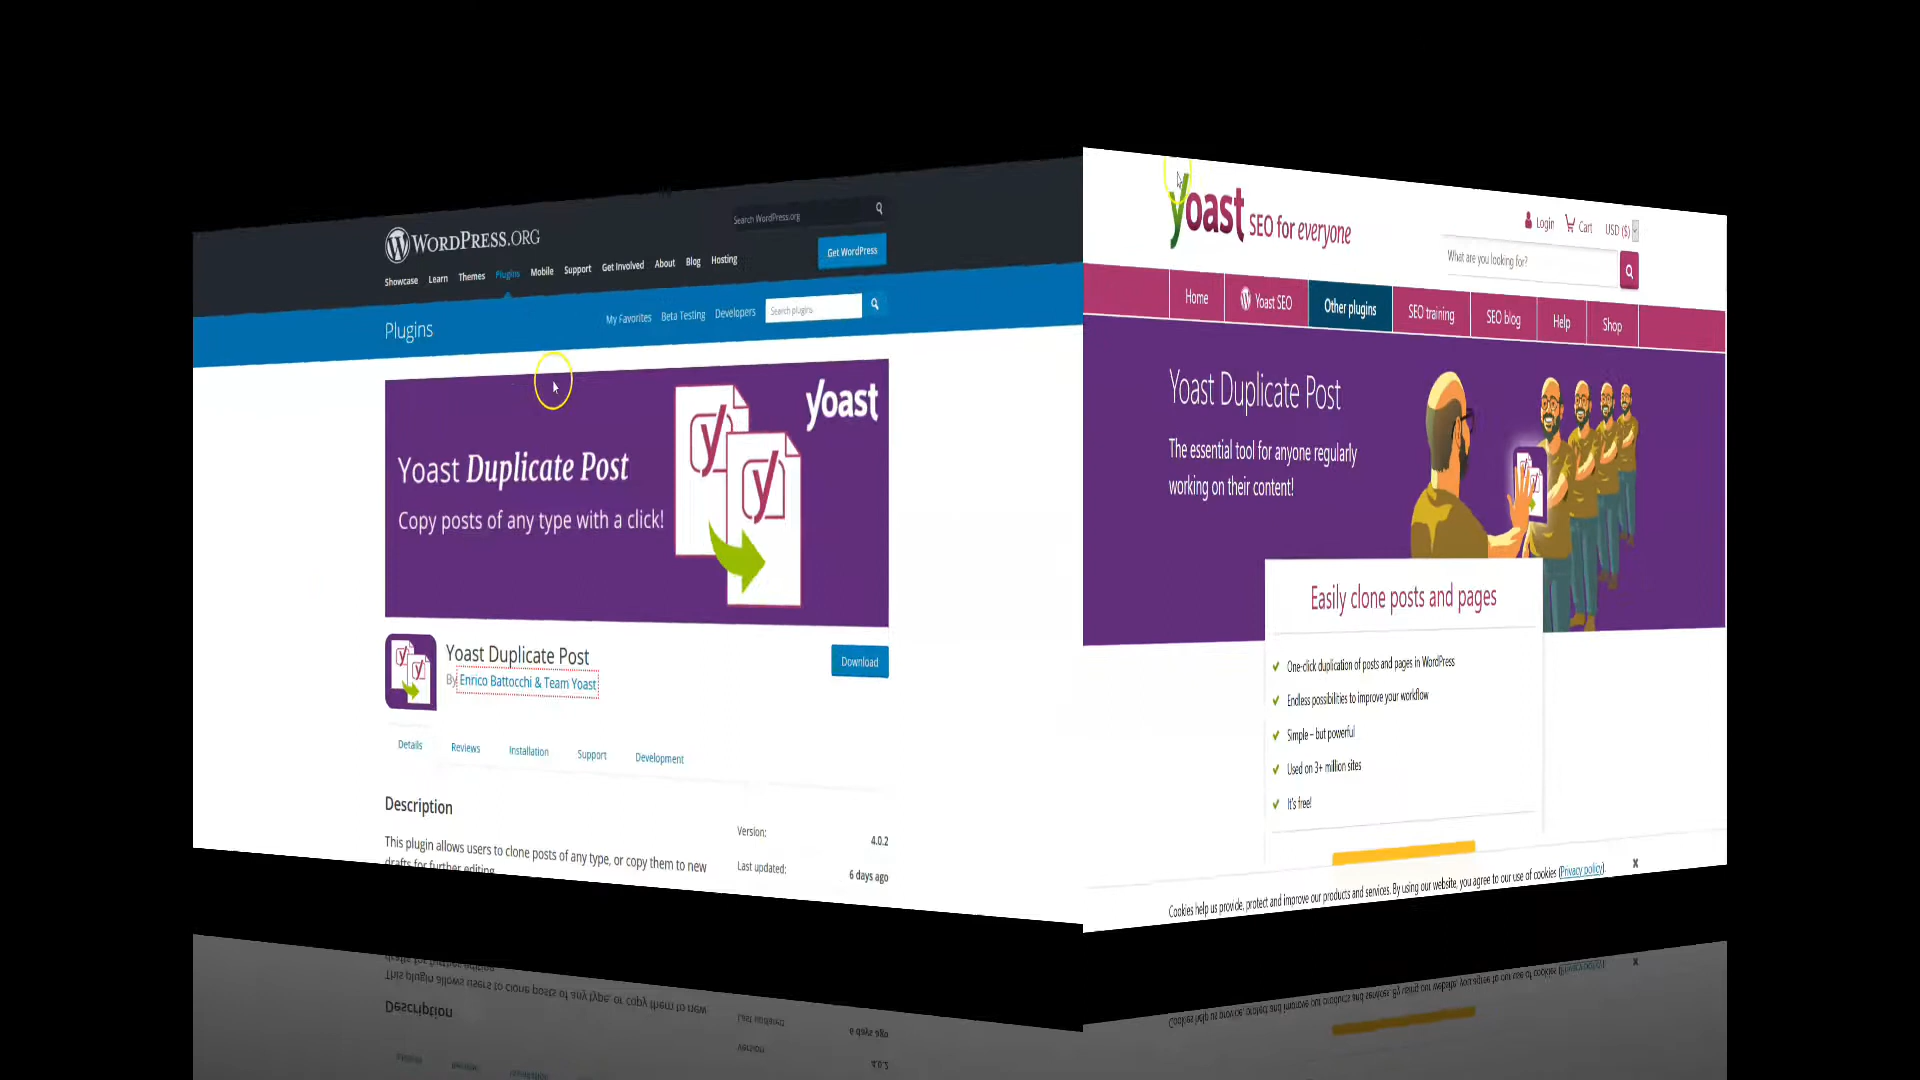 WORDPRESS.ORG
Search WordPress.org
Showcase Learn Themes Plugins Mobile Support Get Involved About Blog Hosting
Get WordPress
Plugins
My Favorites Beta Testing Developers
Search plugins
yoast
Yoast Duplicate Post
Copy posts of any type with a click!
Yoast Duplicate Post
By Enrico Battocchi & Team Yoast
Download
Details Reviews Installation Support Development
Description
This plugin allows users to clone posts of any type, or copy them to new
drafts for further editing.
Version: 4.0.2
Last updated: 6 days ago
yoast SEO for everyone
Login Cart USD ($)
What are you looking for?
Home Yoast SEO Other plugins SEO training SEO blog Help Shop
Yoast Duplicate Post
The essential tool for anyone regularly
working on their content!
Easily clone posts and pages
One-click duplication of posts and pages in WordPress
Endless possibilities to improve your workflow
Simple – but powerful
Used on 3+ million sites
It's free!
Cookies help us provide, protect and improve our products and services. By using our website, you agree to our use of cookies (Privacy policy).
x